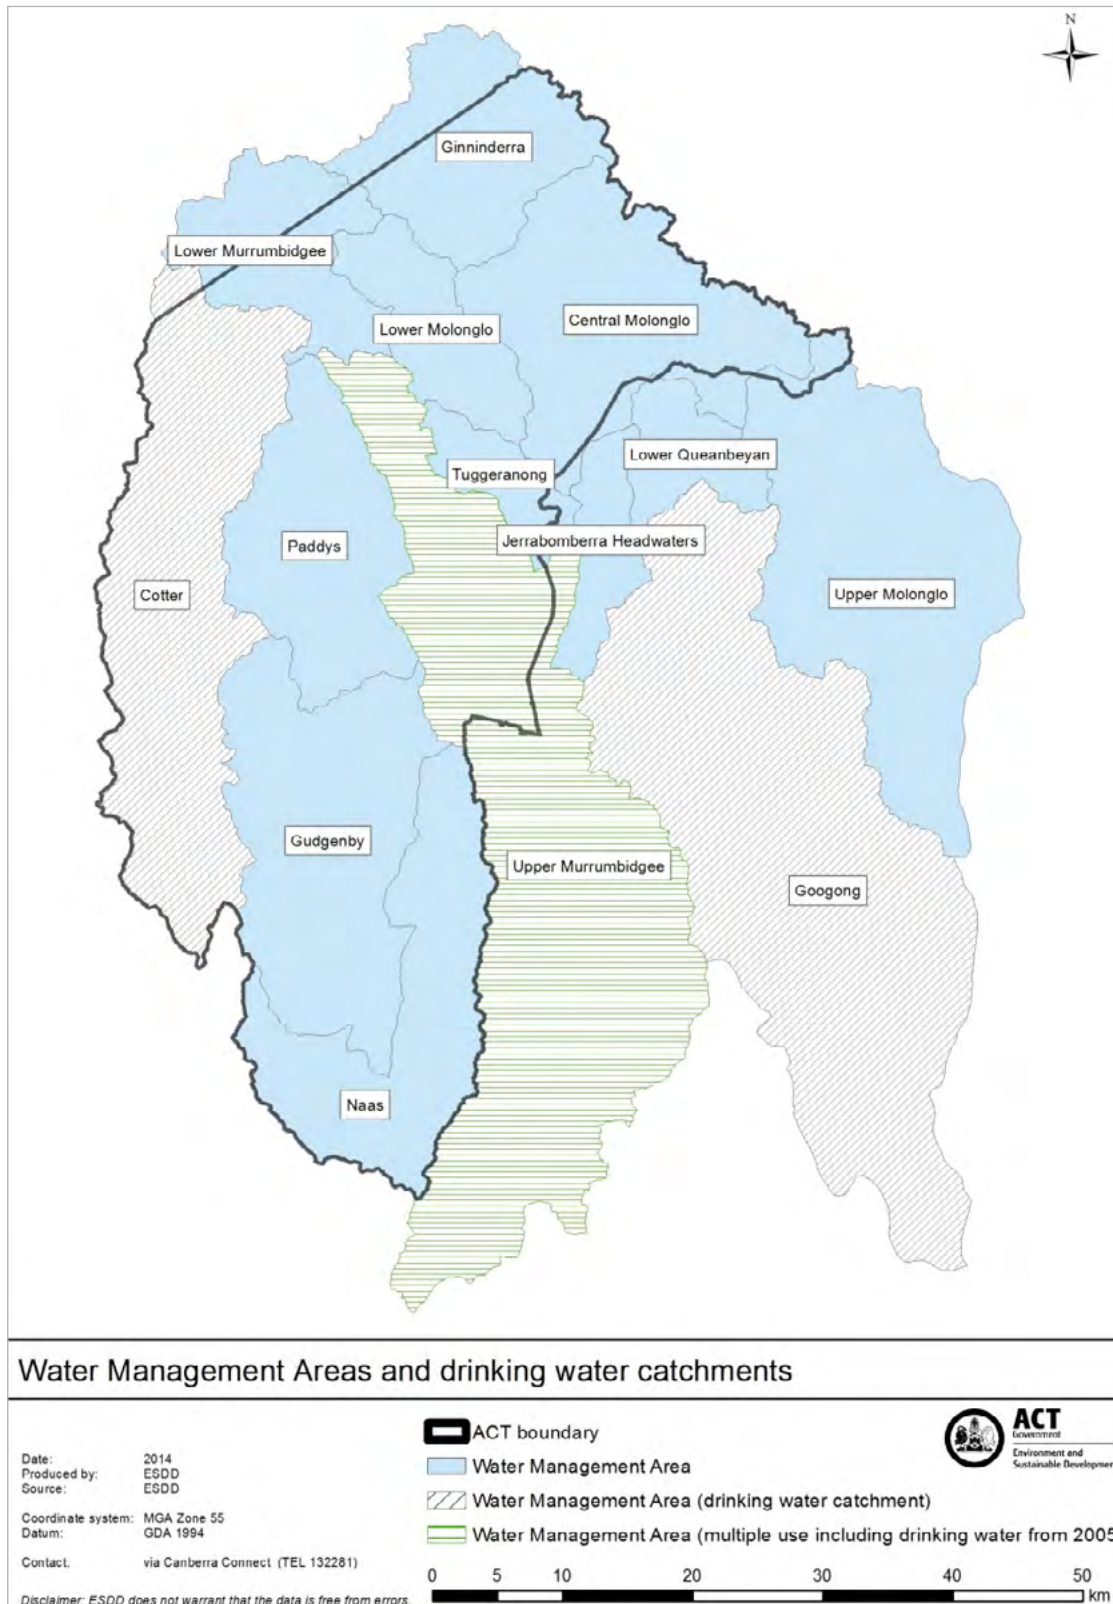 N
Ginninderra
Lower Murrumbidgee
Lower Molonglo
Central Molonglo
Lower Queanbeyan
Tuggeranong
Jerrabomberra Headwaters
Paddys
Cotter
Upper Molonglo
Gudgenby
Upper Murrumbidgee
Googong
Naas
Water Management Areas and drinking water catchments
Date: 2014
Produced by: ESDD
Source: ESDD
Coordinate system: MGA Zone 55
Datum: GDA 1994
Contact: via Canberra Connect (TEL 132281)
Disclaimer: ESDD does not warrant that the data is free from errors.
ACT boundary
Water Management Area
Water Management Area (drinking water catchment)
Water Management Area (multiple use including drinking water from 2005
0 5 10 20 30 40 50
km
ACT
Government
Environment and
Sustainable Developmen